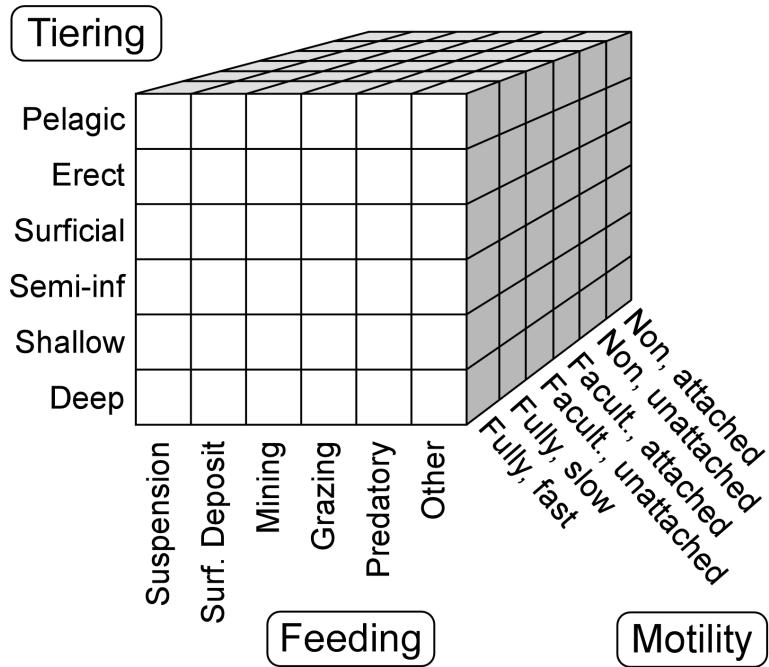 Tiering
Pelagic
Erect
Surficial
Semi-inf
Shallow
Deep
Suspension
Surf. Deposit
Mining
Grazing
Predatory
Other
Fully, fast
Fully, slow
Facult., unattached
Facult., attached
Non, unattached
Non, attached
Feeding
Motility